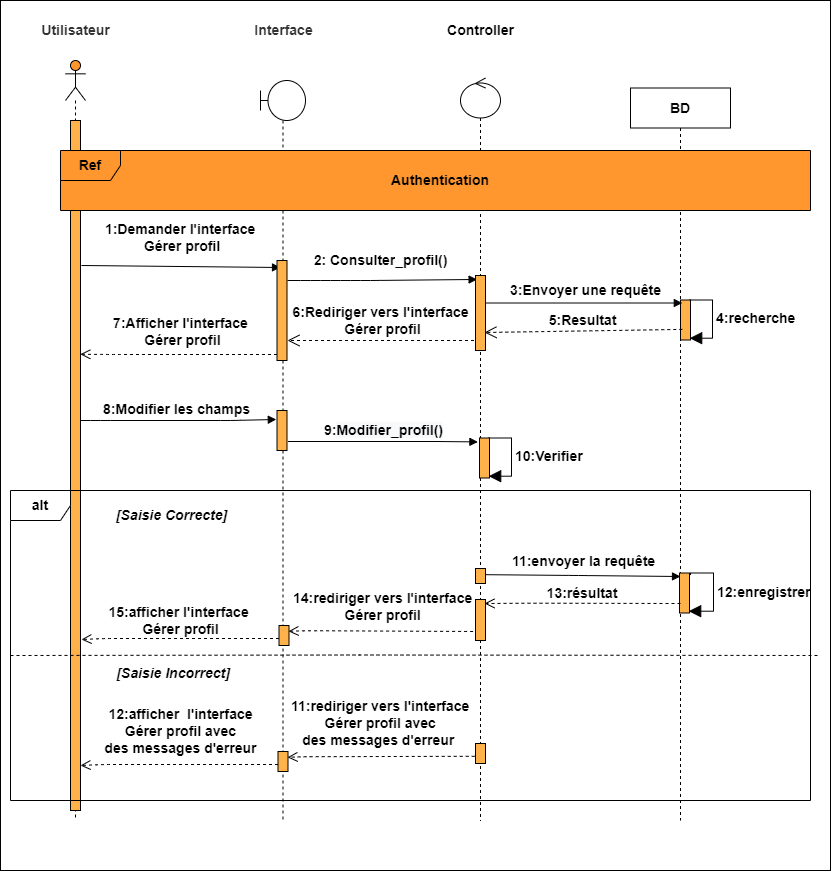 Utilisateur
Interface
Controller
BD
Ref
Authentication
1:Demander l'interface
Gérer profil
2: Consulter_profil()
3:Envoyer une requête
4:recherche
5:Resultat
6:Rediriger vers l'interface
Gérer profil
7:Afficher l'interface
Gérer profil
8:Modifier les champs
9:Modifier_profil()
10:Verifier
alt
[Saisie Correcte]
11:envoyer la requête
12:enregistrer
13:résultat
14:rediriger vers l'interface
Gérer profil
15:afficher l'interface
Gérer profil
[Saisie Incorrect]
11:rediriger vers l'interface
Gérer profil avec
des messages d'erreur
12:afficher  l'interface
Gérer profil avec
des messages d'erreur